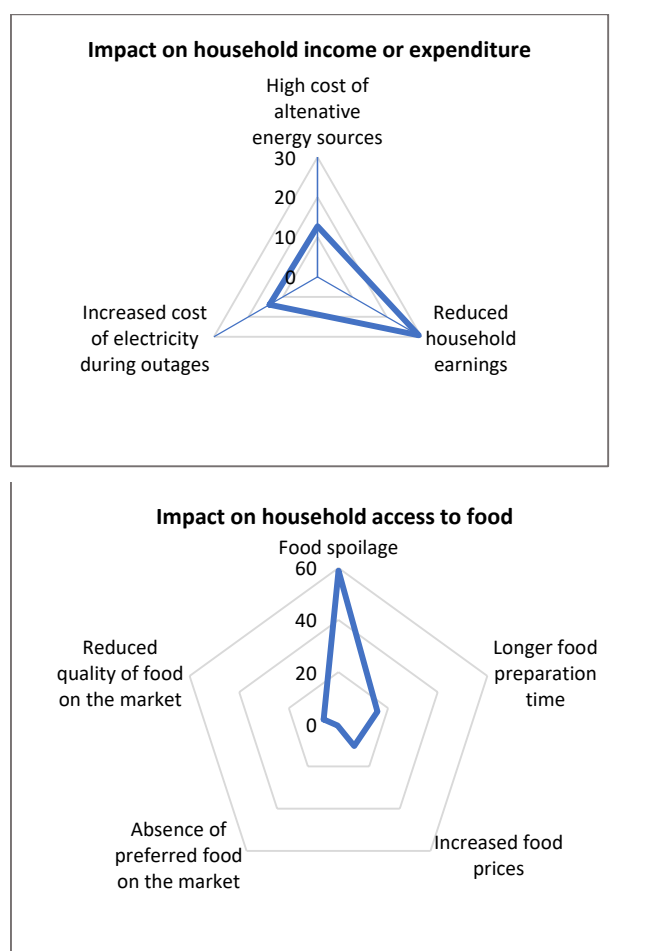 Impact on household income or expenditure
High cost of
altenative
energy sources
30
20
10
0
Increased cost
of electricity
during outages
Reduced
household
earnings
Impact on household access to food
Food spoilage
60
40
20
0
Reduced
quality of food
on the market
Longer food
preparation
time
Absence of
preferred food
on the market
Increased food
prices